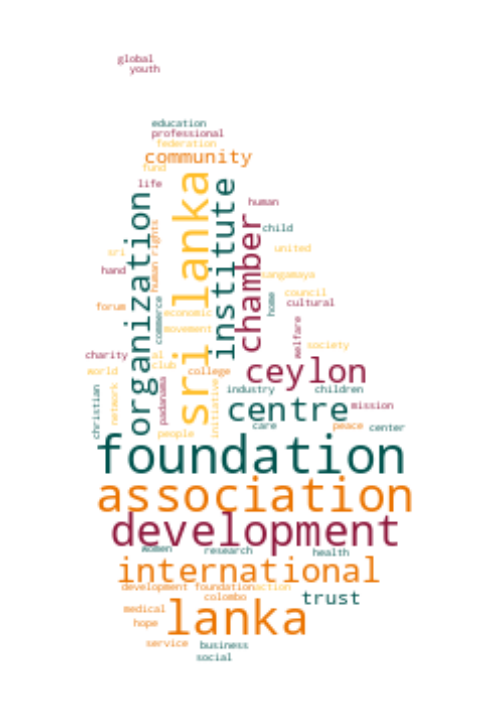 global
youth
education
professional
federation
community
fund
life
sri lanka
institute
organization
human
chamber
child
human rights
sri
united
hand
sangamaya
home
council
cultural
forum
commerce
economic
welfare
movement
society
charity
club
world
college
ceylon
padanama
initiative
christian
network
industry
children
centre
mission
care
peace
center
people
foundation
association
development
women
research
health
international
development foundation
action
colombo
trust
medical
lanka
hope
service
business
social